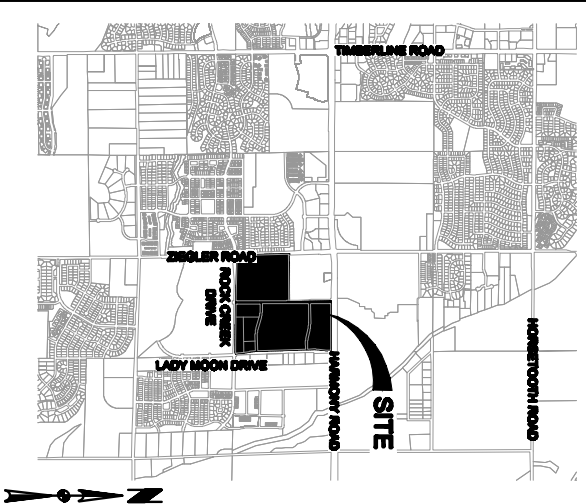 TIMBERLINE ROAD
ZIEGLER ROAD
ROCK CREEK
DRIVE
LADY MOON DRIVE
HARMONY ROAD
SITE
HORSETOOTH ROAD
N